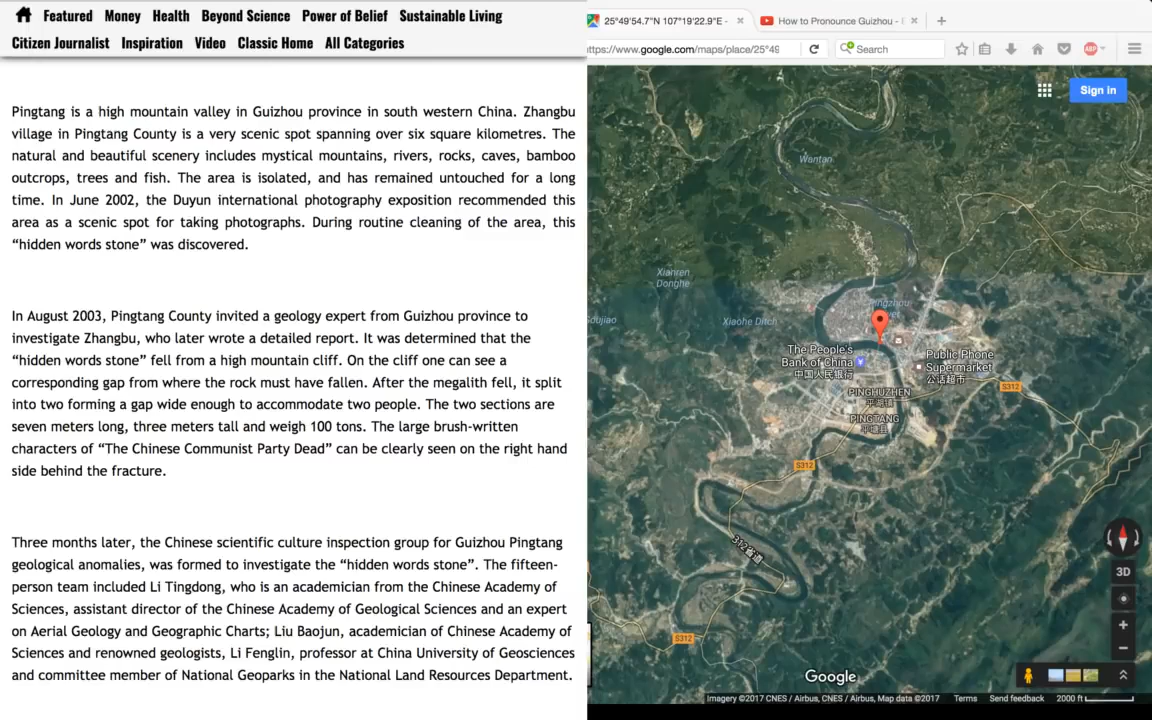 Featured Money Health Beyond Science Power of Belief Sustainable Living
Citizen Journalist Inspiration Video Classic Home All Categories
Pingtang is a high mountain valley in Guizhou province in south western China. Zhangbu
village in Pingtang County is a very scenic spot spanning over six square kilometres. The
natural and beautiful scenery includes mystical mountains, rivers, rocks, caves, bamboo
outcrops, trees and fish. The area is isolated, and has remained untouched for a long
time. In June 2002, the Duyun international photography exposition recommended this
area as a scenic spot for taking photographs. During routine cleaning of the area, this
“hidden words stone” was discovered.
In August 2003, Pingtang County invited a geology expert from Guizhou province to
investigate Zhangbu, who later wrote a detailed report. It was determined that the
“hidden words stone” fell from a high mountain cliff. On the cliff one can see a
corresponding gap from where the rock must have fallen. After the megalith fell, it split
into two forming a gap wide enough to accommodate two people. The two sections are
seven meters long, three meters tall and weigh 100 tons. The large brush-written
characters of “The Chinese Communist Party Dead” can be clearly seen on the right hand
side behind the fracture.
Three months later, the Chinese scientific culture inspection group for Guizhou Pingtang
geological anomalies, was formed to investigate the “hidden words stone”. The fifteen-
person team included Li Tingdong, who is an academician from the Chinese Academy of
Sciences, assistant director of the Chinese Academy of Geological Sciences and an expert
on Aerial Geology and Geographic Charts; Liu Baojun, academician of Chinese Academy of
Sciences and renowned geologists, Li Fenglin, professor at China University of Geosciences
and committee member of National Geoparks in the National Land Resources Department.
25°49'54.7"N 107°19'22.9"E -
How to Pronounce Guizhou -
ttps://www.google.com/maps/place/25°49
Search
ABP
Sign in
Wantan
Xianren
Donghe
Xiaohe Ditch
The People's
Bank of China
中国人民银行
Public Phone
Supermarket
公话超市
S312
PINGHUZHEN
平湖镇
PINGTANG
平塘县
S312
312省道
S312
3D
Google
Imagery ©2017 CNES / Airbus, CNES / Airbus, Map data ©2017 Terms Send feedback 2000 ft